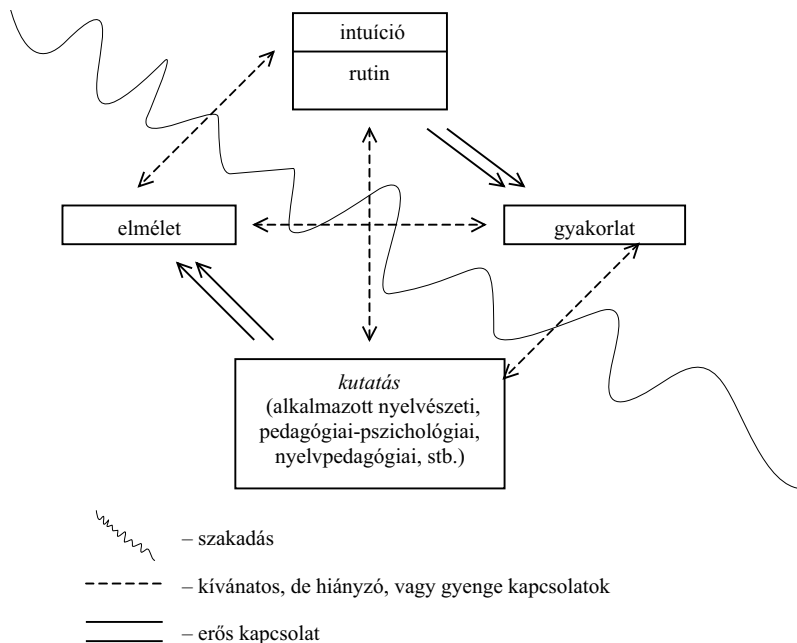 intuíció
rutin
elmélet
gyakorlat
kutatás
(alkalmazott nyelvészeti,
pedagógiai-pszichológiai,
nyelvpedagógiai, stb.)
– szakadás
– kívánatos, de hiányzó, vagy gyenge kapcsolatok
– erős kapcsolat